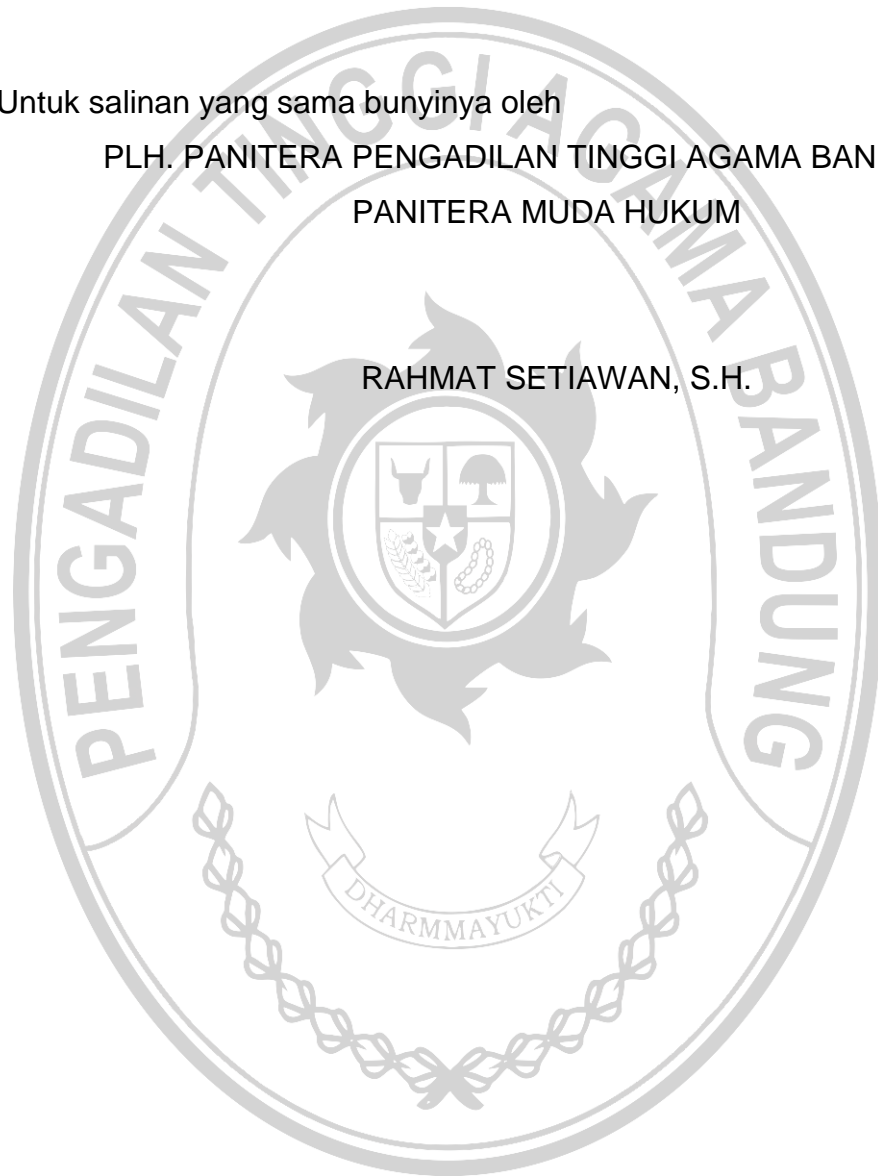 Untuk salinan yang sama bunyinya oleh
PLH. PANITERA PENGADILAN TINGGI AGAMA BAN
PANITERA MUDA HUKUM
RAHMAT SETIAWAN, S.H.
PENGADILAN TINGGI AGAMA BANDUNG
DHARMMAYUKTI